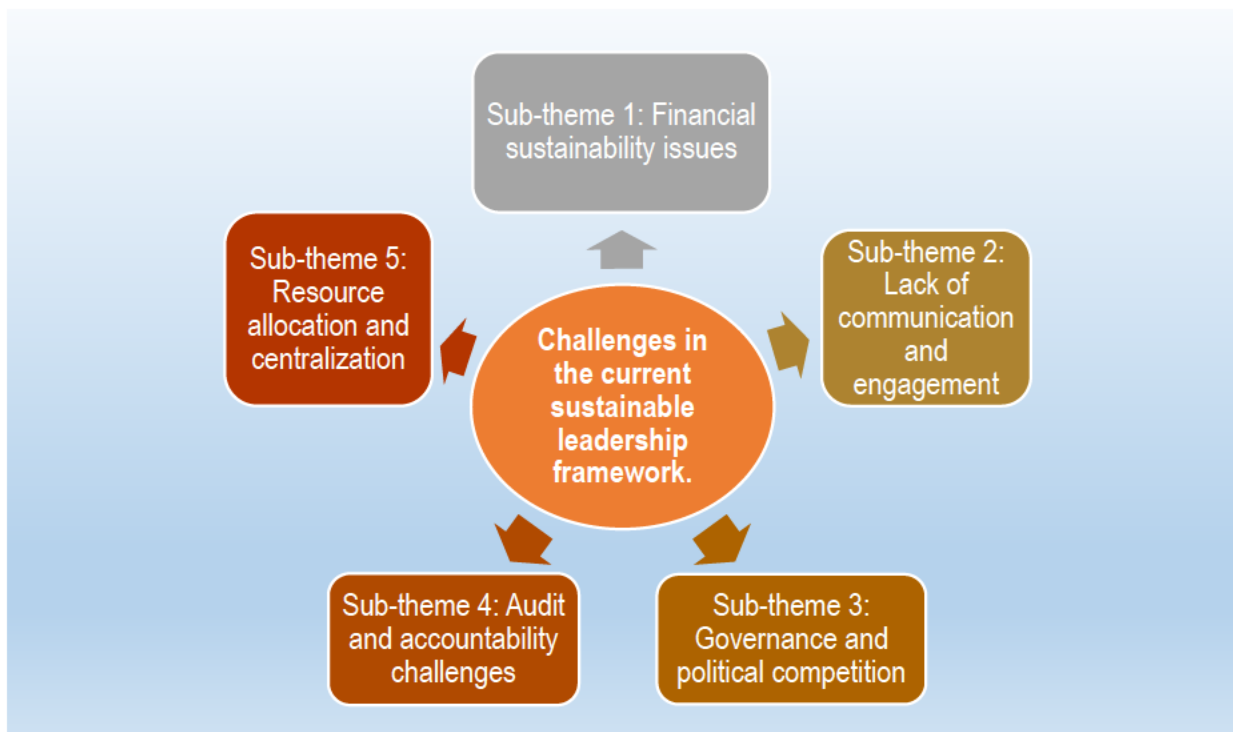 Sub-theme 1: Financial
sustainability issues
Sub-theme 5:
Resource
allocation and
centralization
Sub-theme 2:
Lack of
communication
and
engagement
Challenges in
the current
sustainable
leadership
framework.
Sub-theme 4: Audit
and accountability
challenges
Sub-theme 3:
Governance and
political competition